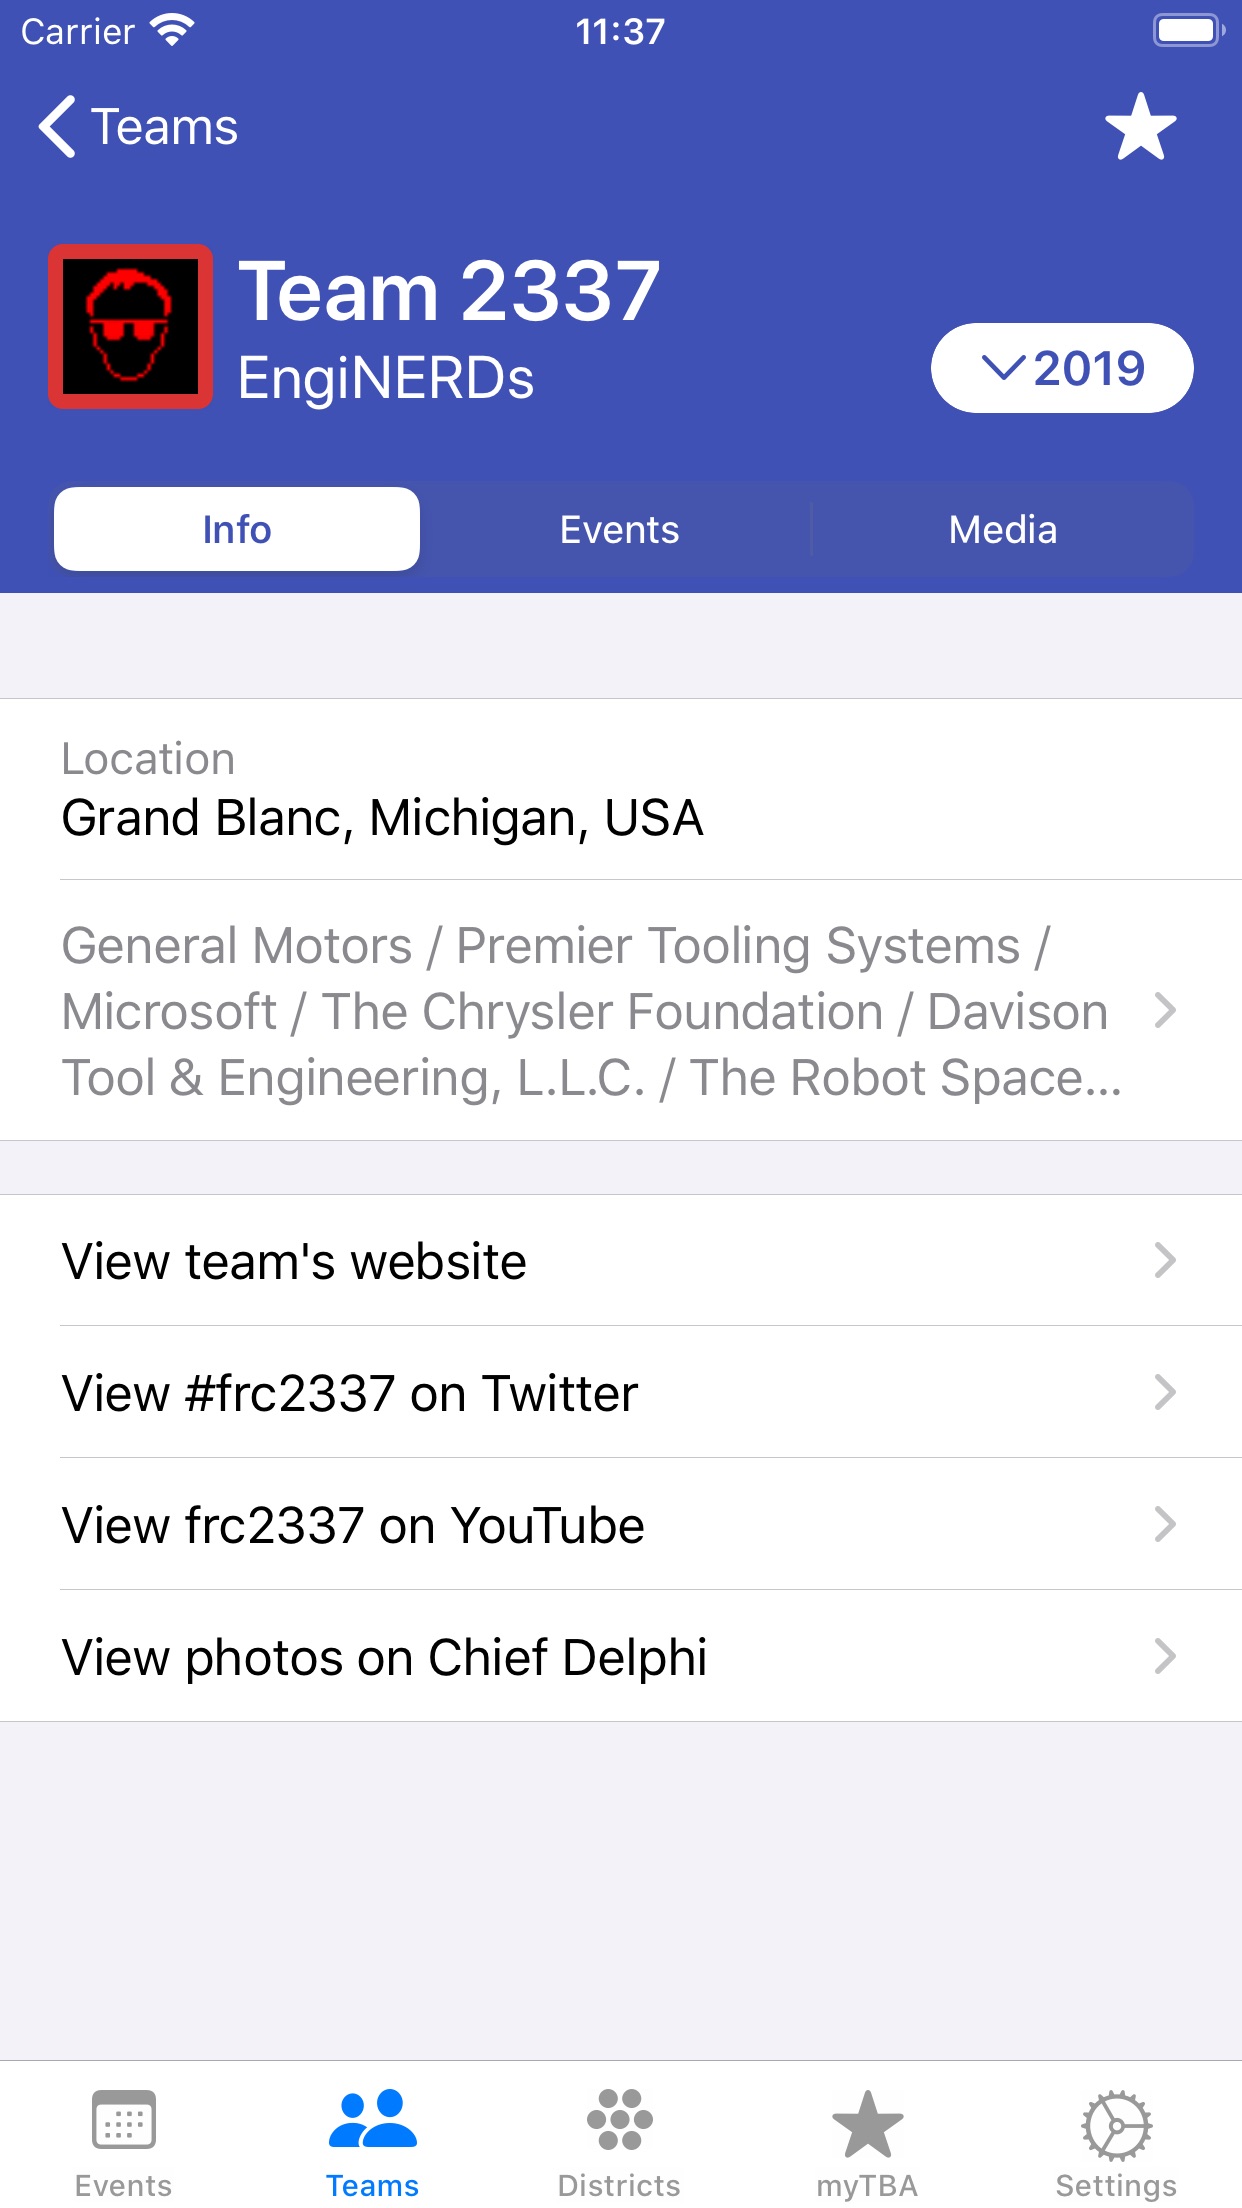 Carrier 11:37
Teams
Team 2337
EngiNERDs
2019
Info Events Media
Location
Grand Blanc, Michigan, USA
General Motors / Premier Tooling Systems /
Microsoft / The Chrysler Foundation / Davison
Tool & Engineering, L.L.C. / The Robot Space...
View team's website
View #frc2337 on Twitter
View frc2337 on YouTube
View photos on Chief Delphi
Events Teams Districts myTBA Settings